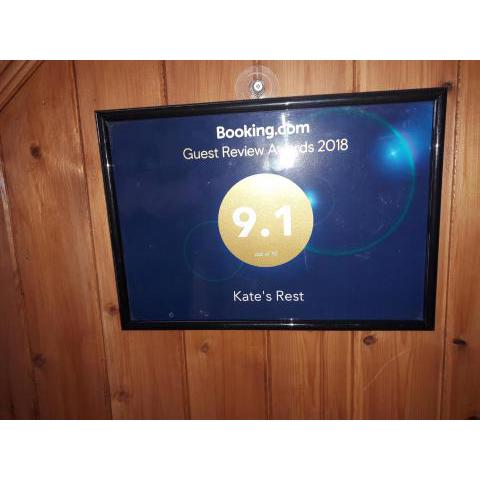 Booking.com
Guest Review Awards 2018
9.1
out of 10
Kate's Rest